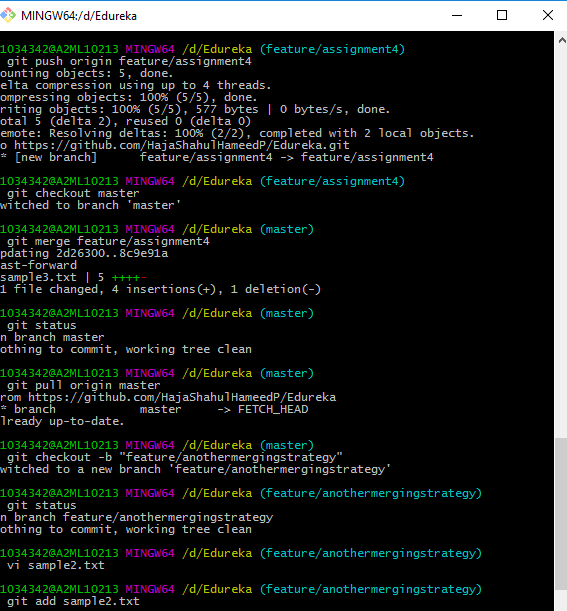 MINGW64:/d/Edureka
1034342@A2ML10213 MINGW64 /d/Edureka (feature/assignment4)
git push origin feature/assignment4
ounting objects: 5, done.
elta compression using up to 4 threads.
ompressing objects: 100% (5/5), done.
riting objects: 100% (5/5), 577 bytes | 0 bytes/s, done.
otal 5 (delta 2), reused 0 (delta 0)
emote: Resolving deltas: 100% (2/2), completed with 2 local objects.
o https://github.com/HajaShahulHameedP/Edureka.git
* [new branch]      feature/assignment4 -> feature/assignment4
1034342@A2ML10213 MINGW64 /d/Edureka (feature/assignment4)
git checkout master
witched to branch 'master'
1034342@A2ML10213 MINGW64 /d/Edureka (master)
git merge feature/assignment4
pdating 2d26300..8c9e91a
ast-forward
sample3.txt | 5 ++++-
1 file changed, 4 insertions(+), 1 deletion(-)
1034342@A2ML10213 MINGW64 /d/Edureka (master)
git status
n branch master
othing to commit, working tree clean
1034342@A2ML10213 MINGW64 /d/Edureka (master)
git pull origin master
rom https://github.com/HajaShahulHameedP/Edureka
* branch            master     -> FETCH_HEAD
lready up-to-date.
1034342@A2ML10213 MINGW64 /d/Edureka (master)
git checkout -b "feature/anothermergingstrategy"
witched to a new branch 'feature/anothermergingstrategy'
1034342@A2ML10213 MINGW64 /d/Edureka (feature/anothermergingstrategy)
git status
n branch feature/anothermergingstrategy
othing to commit, working tree clean
1034342@A2ML10213 MINGW64 /d/Edureka (feature/anothermergingstrategy)
vi sample2.txt
1034342@A2ML10213 MINGW64 /d/Edureka (feature/anothermergingstrategy)
git add sample2.txt